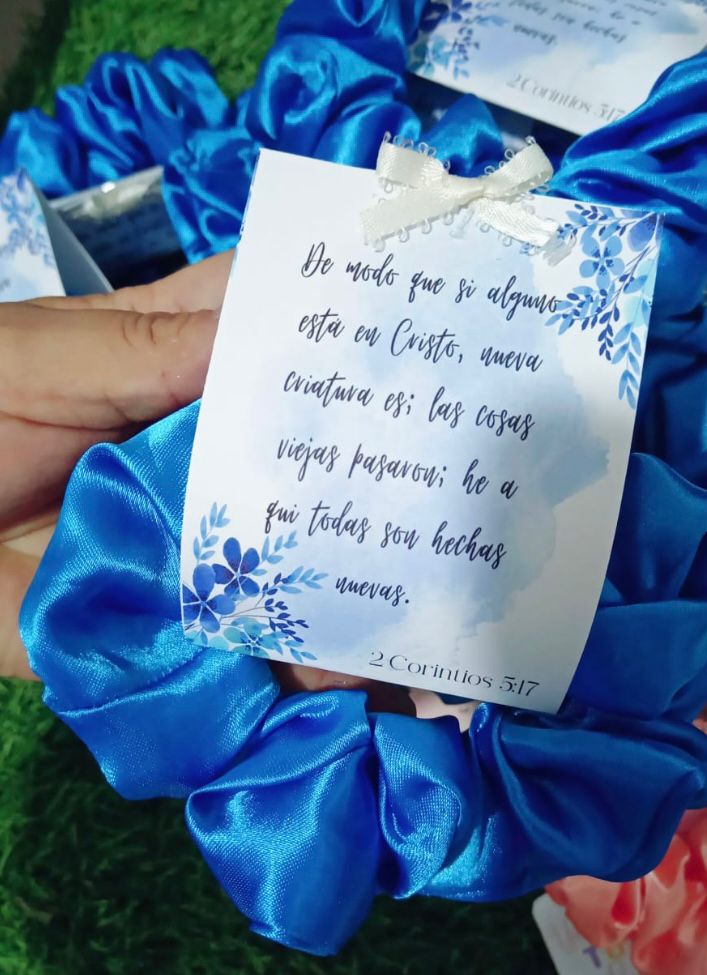 todas son hechas
nuevas.
2 Corintios 5:17
De modo que si alguno
está en Cristo, nueva
criatura es; las cosas
viejas pasaron; he a
qui todas son hechas
nuevas.
2 Corintios 5:17